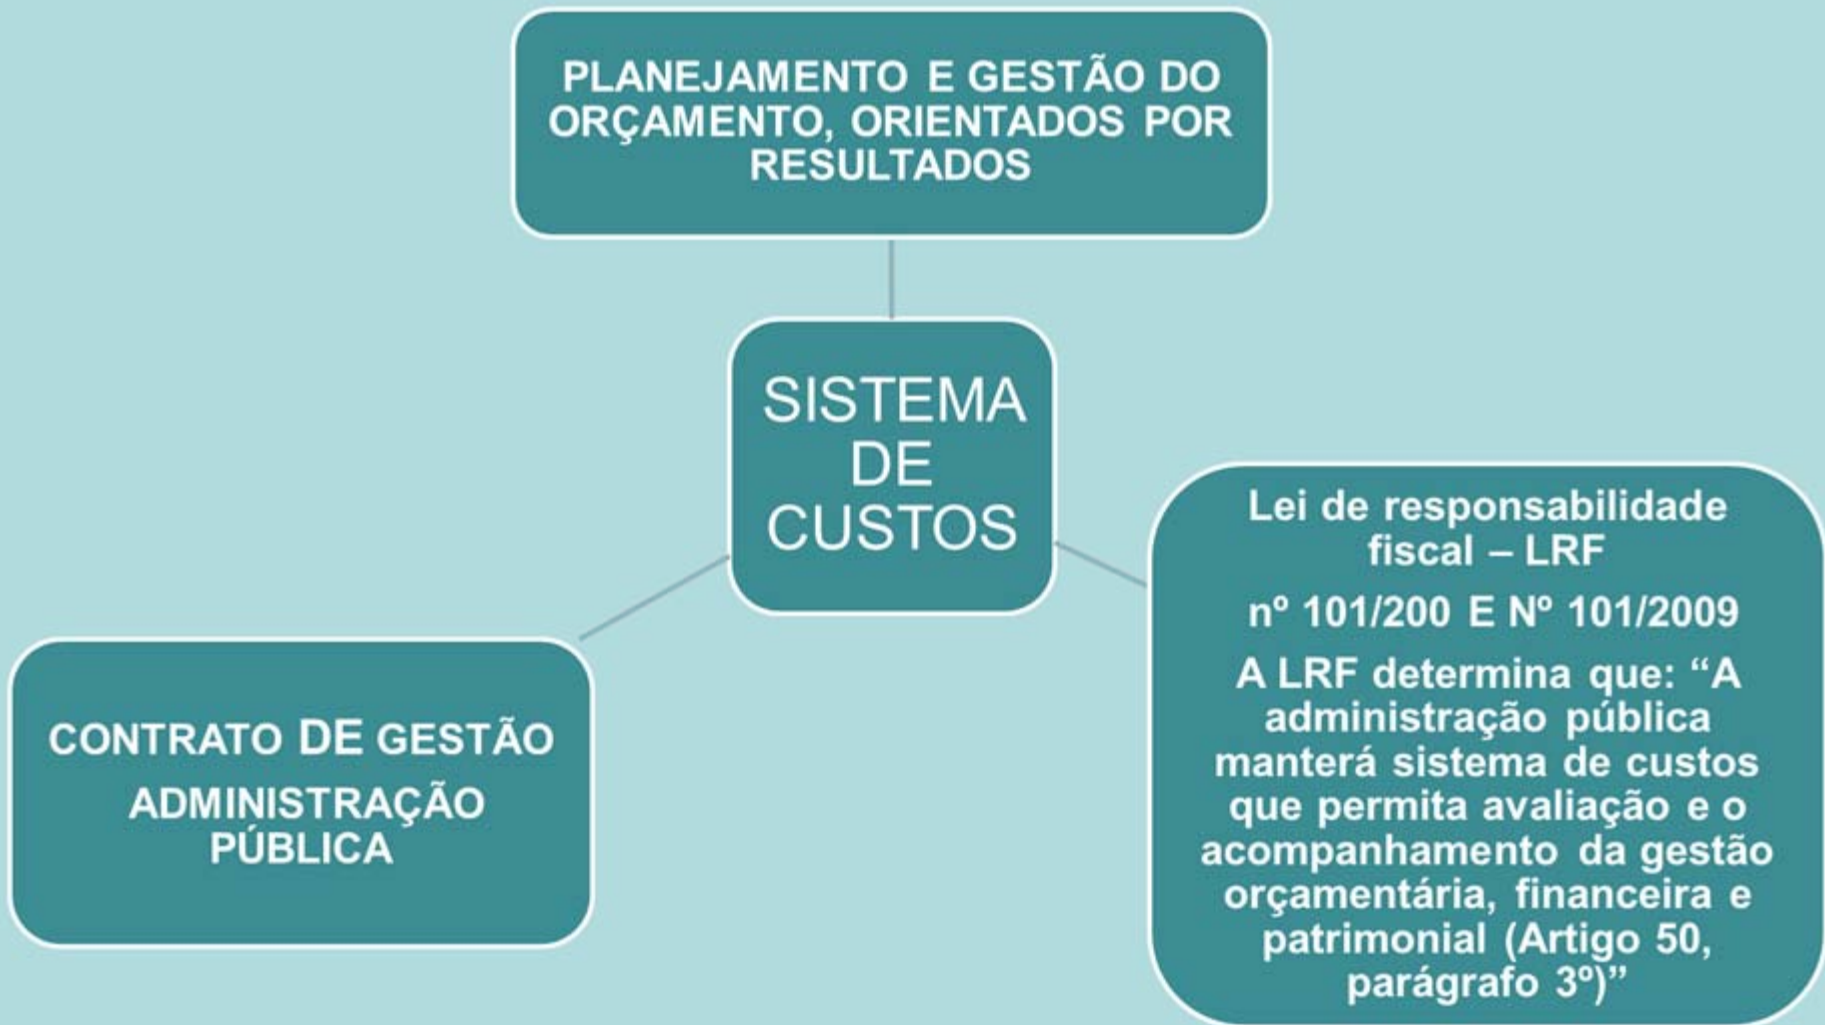 PLANEJAMENTO E GESTÃO DO
ORÇAMENTO, ORIENTADOS POR
RESULTADOS
SISTEMA
DE
CUSTOS
CONTRATO DE GESTÃO
ADMINISTRAÇÃO
PÚBLICA
Lei de responsabilidade
fiscal – LRF
nº 101/200 E Nº 101/2009
A LRF determina que: “A
administração pública
manterá sistema de custos
que permita avaliação e o
acompanhamento da gestão
orçamentária, financeira e
patrimonial (Artigo 50,
parágrafo 3º)”